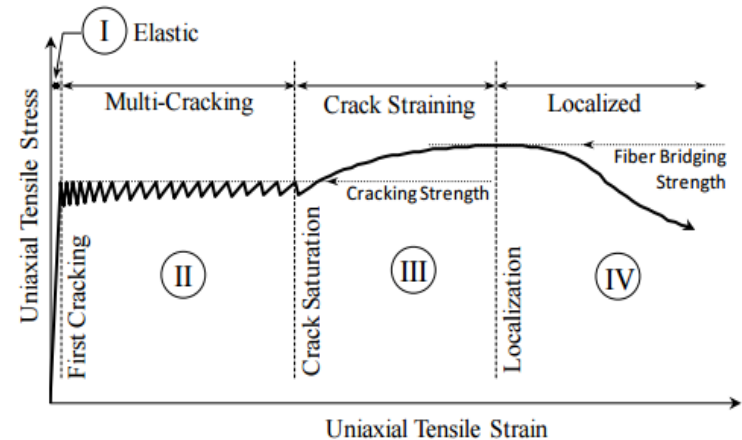 I Elastic
Multi-Cracking
Crack Straining
Localized
Fiber Bridging
Strength
Cracking Strength
Uniaxial Tensile Stress
First Cracking
II
Crack Saturation
III
Localization
IV
Uniaxial Tensile Strain